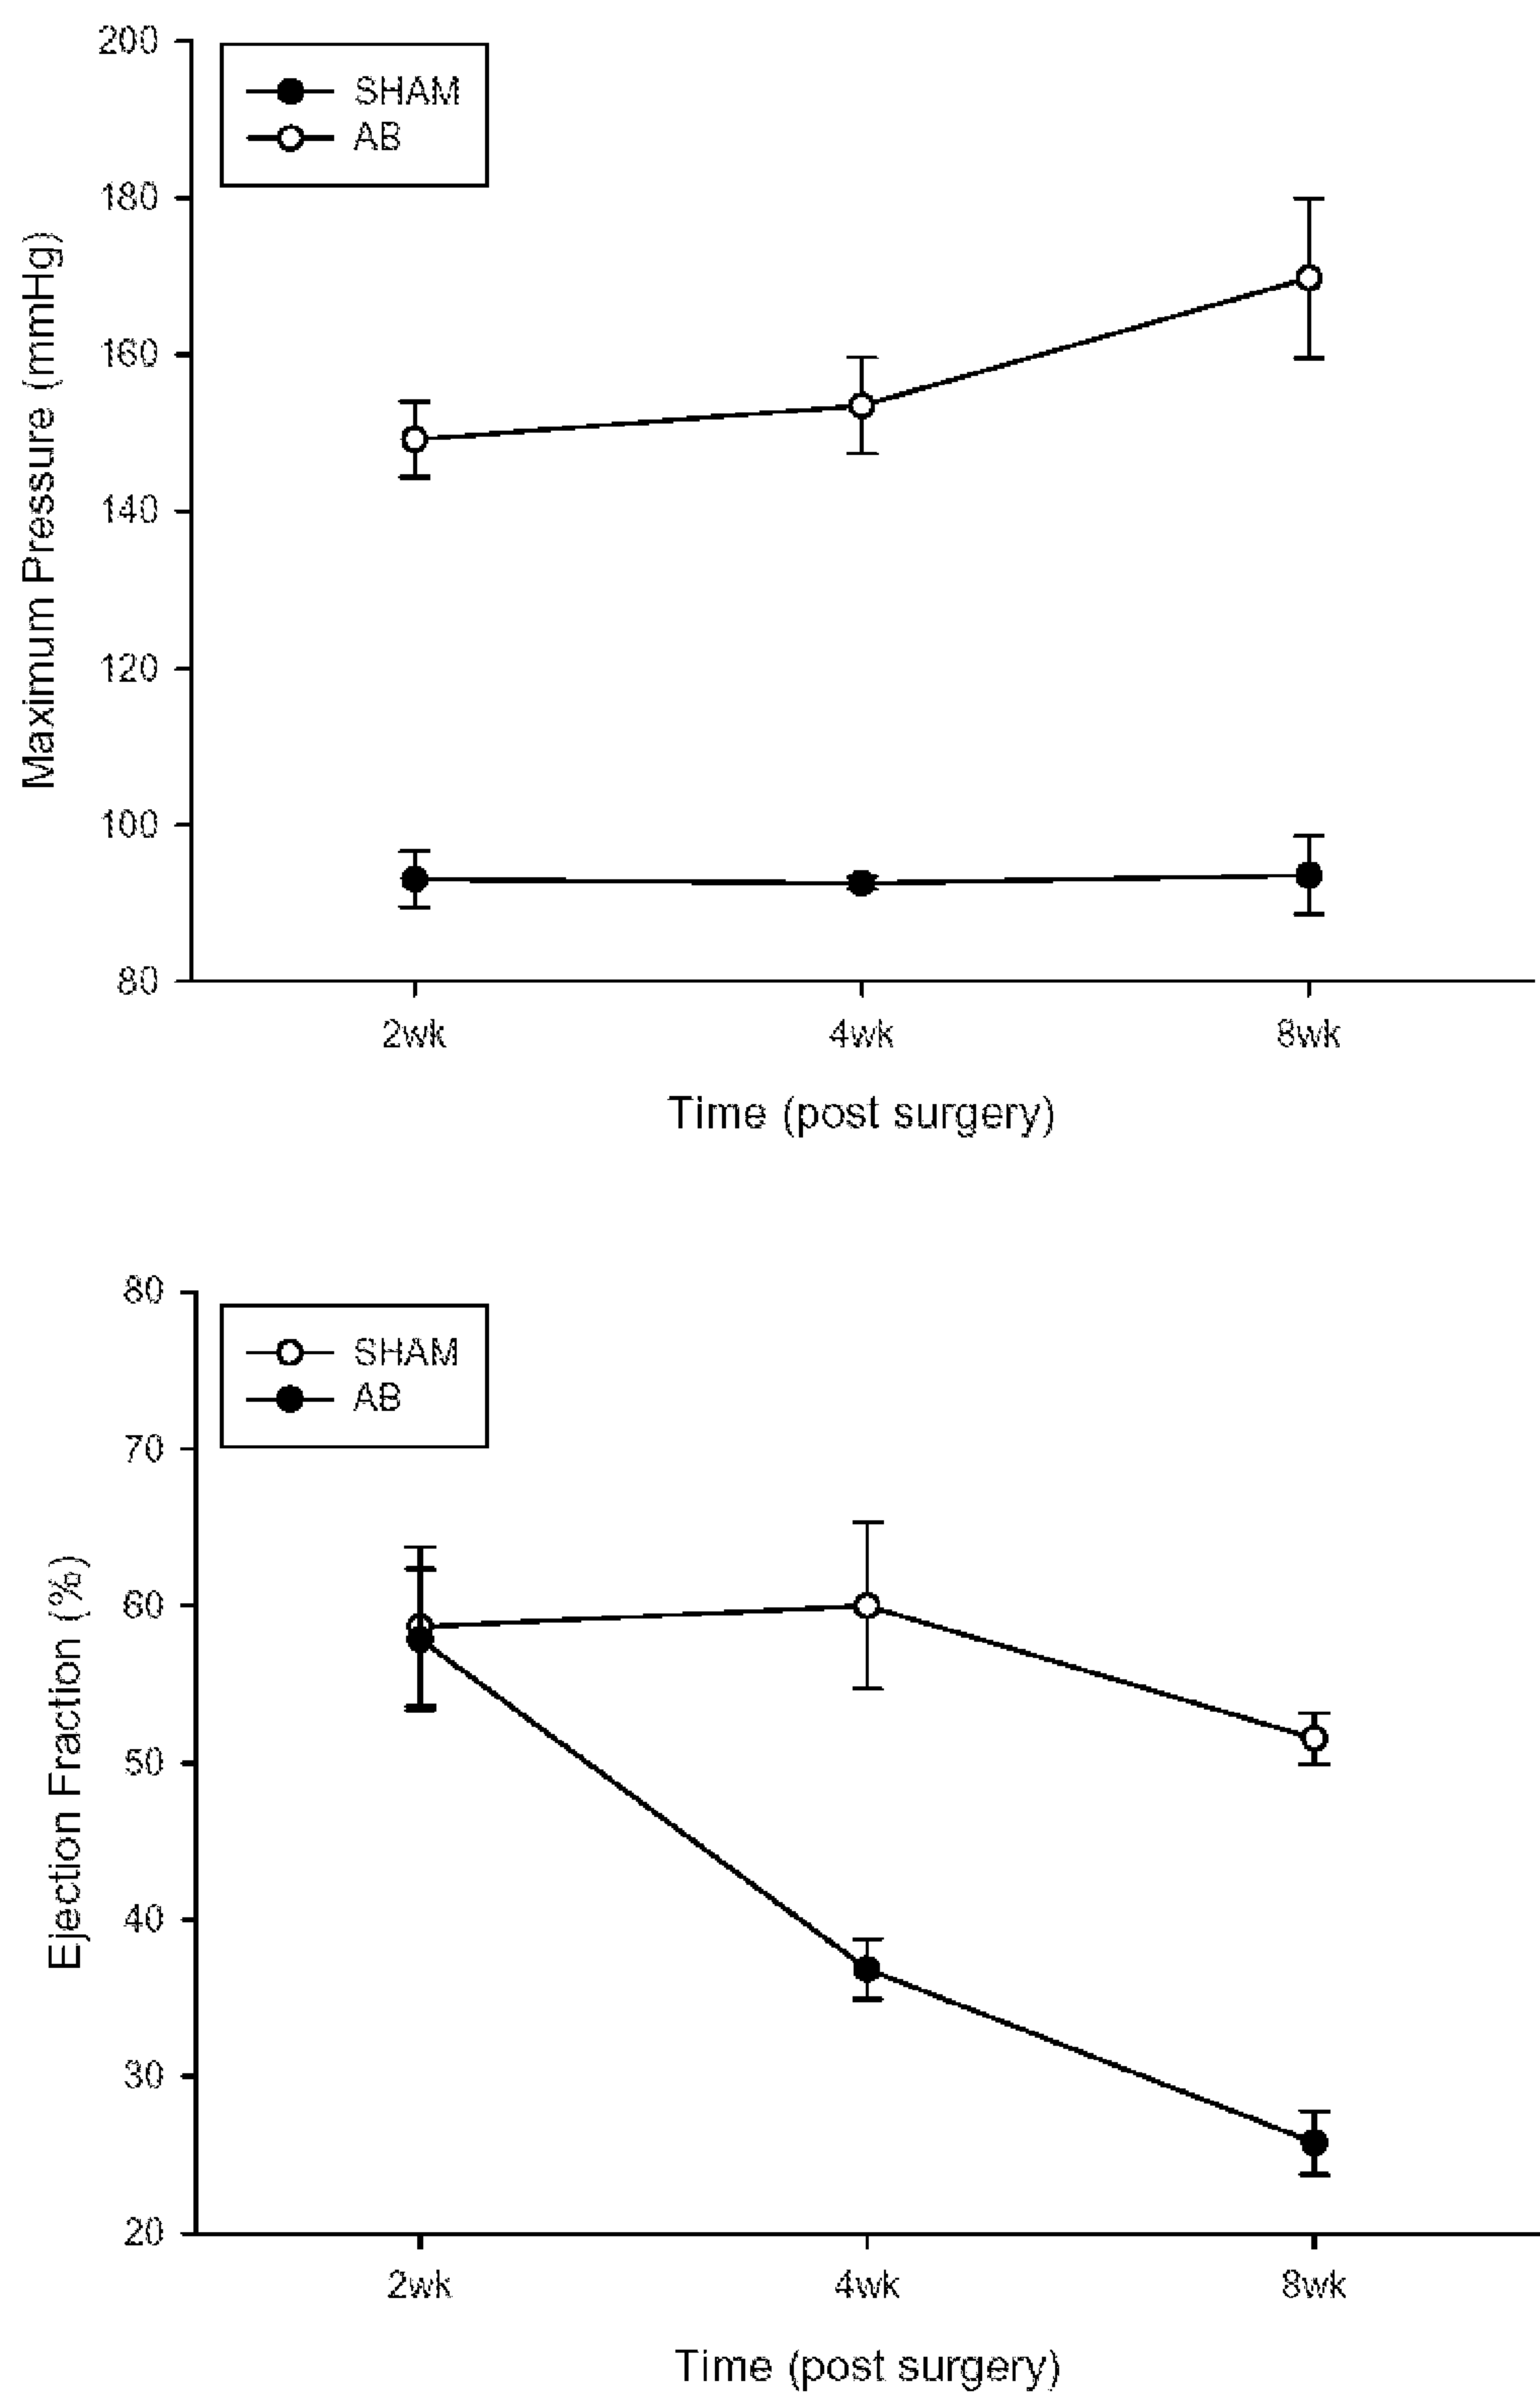 200
SHAM
AB
180
160
140
120
100
80
Maximum Pressure (mmHg)
2wk 4wk 8wk
Time (post surgery)
80
SHAM
AB
70
60
50
40
30
20
Ejection Fraction (%)
2wk 4wk 8wk
Time (post surgery)